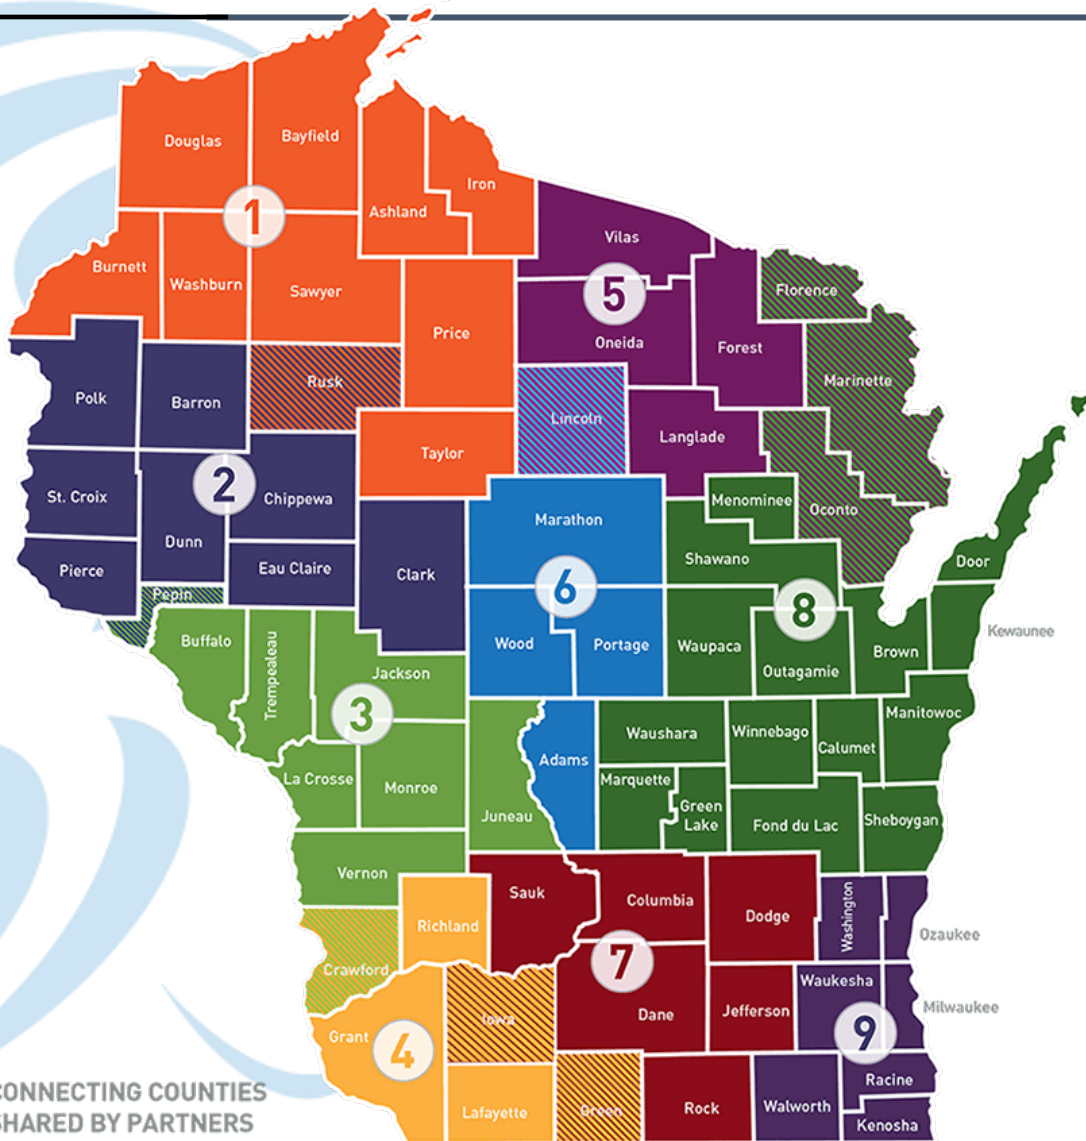 Douglas
Bayfield
Iron
Ashland
1
Burnett
Washburn
Sawyer
Price
Vilas
5
Florence
Oneida
Forest
Marinette
Polk
Barron
Rusk
Taylor
Lincoln
Langlade
2
St. Croix
Chippewa
Dunn
Pierce
Eau Claire
Clark
Pepin
Marathon
Menominee
Oconto
Shawano
6
8
Door
Wood
Portage
Waupaca
Outagamie
Brown
Kewaunee
Buffalo
Trempealeau
Jackson
3
La Crosse
Monroe
Juneau
Adams
Waushara
Winnebago
Calumet
Manitowoc
Marquette
Green
Lake
Fond du Lac
Sheboygan
Vernon
Richland
Sauk
Columbia
Dodge
Washington
Ozaukee
Crawford
7
Iowa
Dane
Jefferson
Waukesha
Milwaukee
9
Grant
4
Lafayette
Green
Rock
Walworth
Racine
Kenosha
CONNECTING COUNTIES
SHARED BY PARTNERS